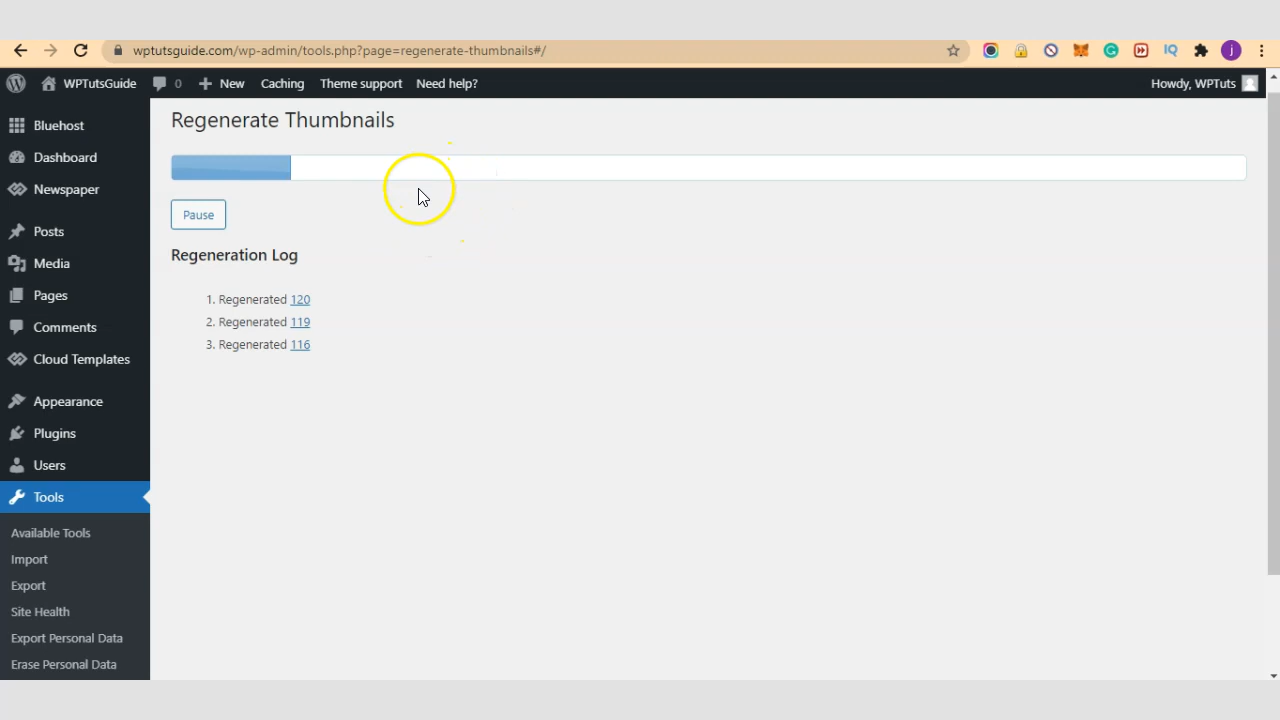 wptutsguide.com/wp-admin/tools.php?page=regenerate-thumbnails#/
IQ
j
WPTutsGuide 0 New Caching Theme support Need help? Howdy, WPTuts
Bluehost
Dashboard
Newspaper
Posts
Media
Pages
Comments
Cloud Templates
Appearance
Plugins
Users
Tools
Available Tools
Import
Export
Site Health
Export Personal Data
Erase Personal Data
Regenerate Thumbnails
Pause
Regeneration Log
1. Regenerated 120
2. Regenerated 119
3. Regenerated 116